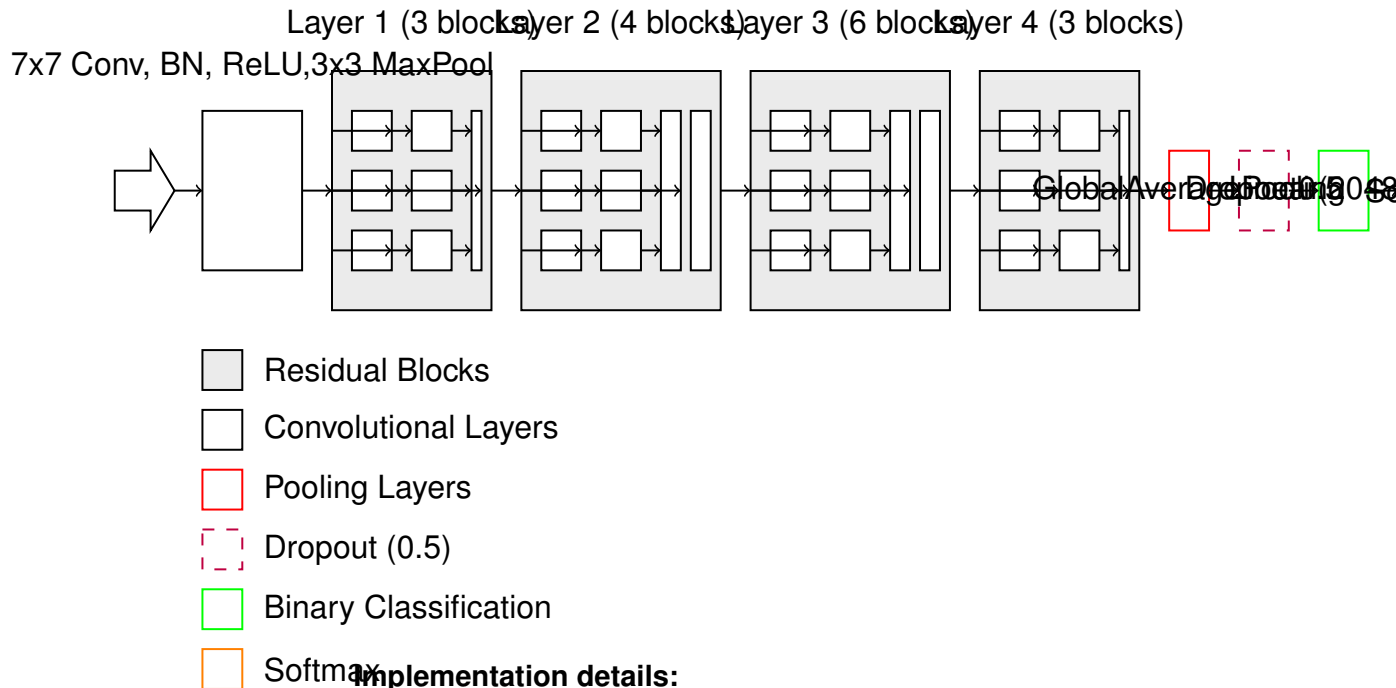 Layer 1 (3 blocks)
Layer 2 (4 blocks)
Layer 3 (6 blocks)
Layer 4 (3 blocks)
7x7 Conv, BN, ReLU,3x3 MaxPool
GlobalAveragePooling
Residual Blocks
Convolutional Layers
Pooling Layers
Dropout (0.5)
Binary Classification
Softmax
Implementation details: